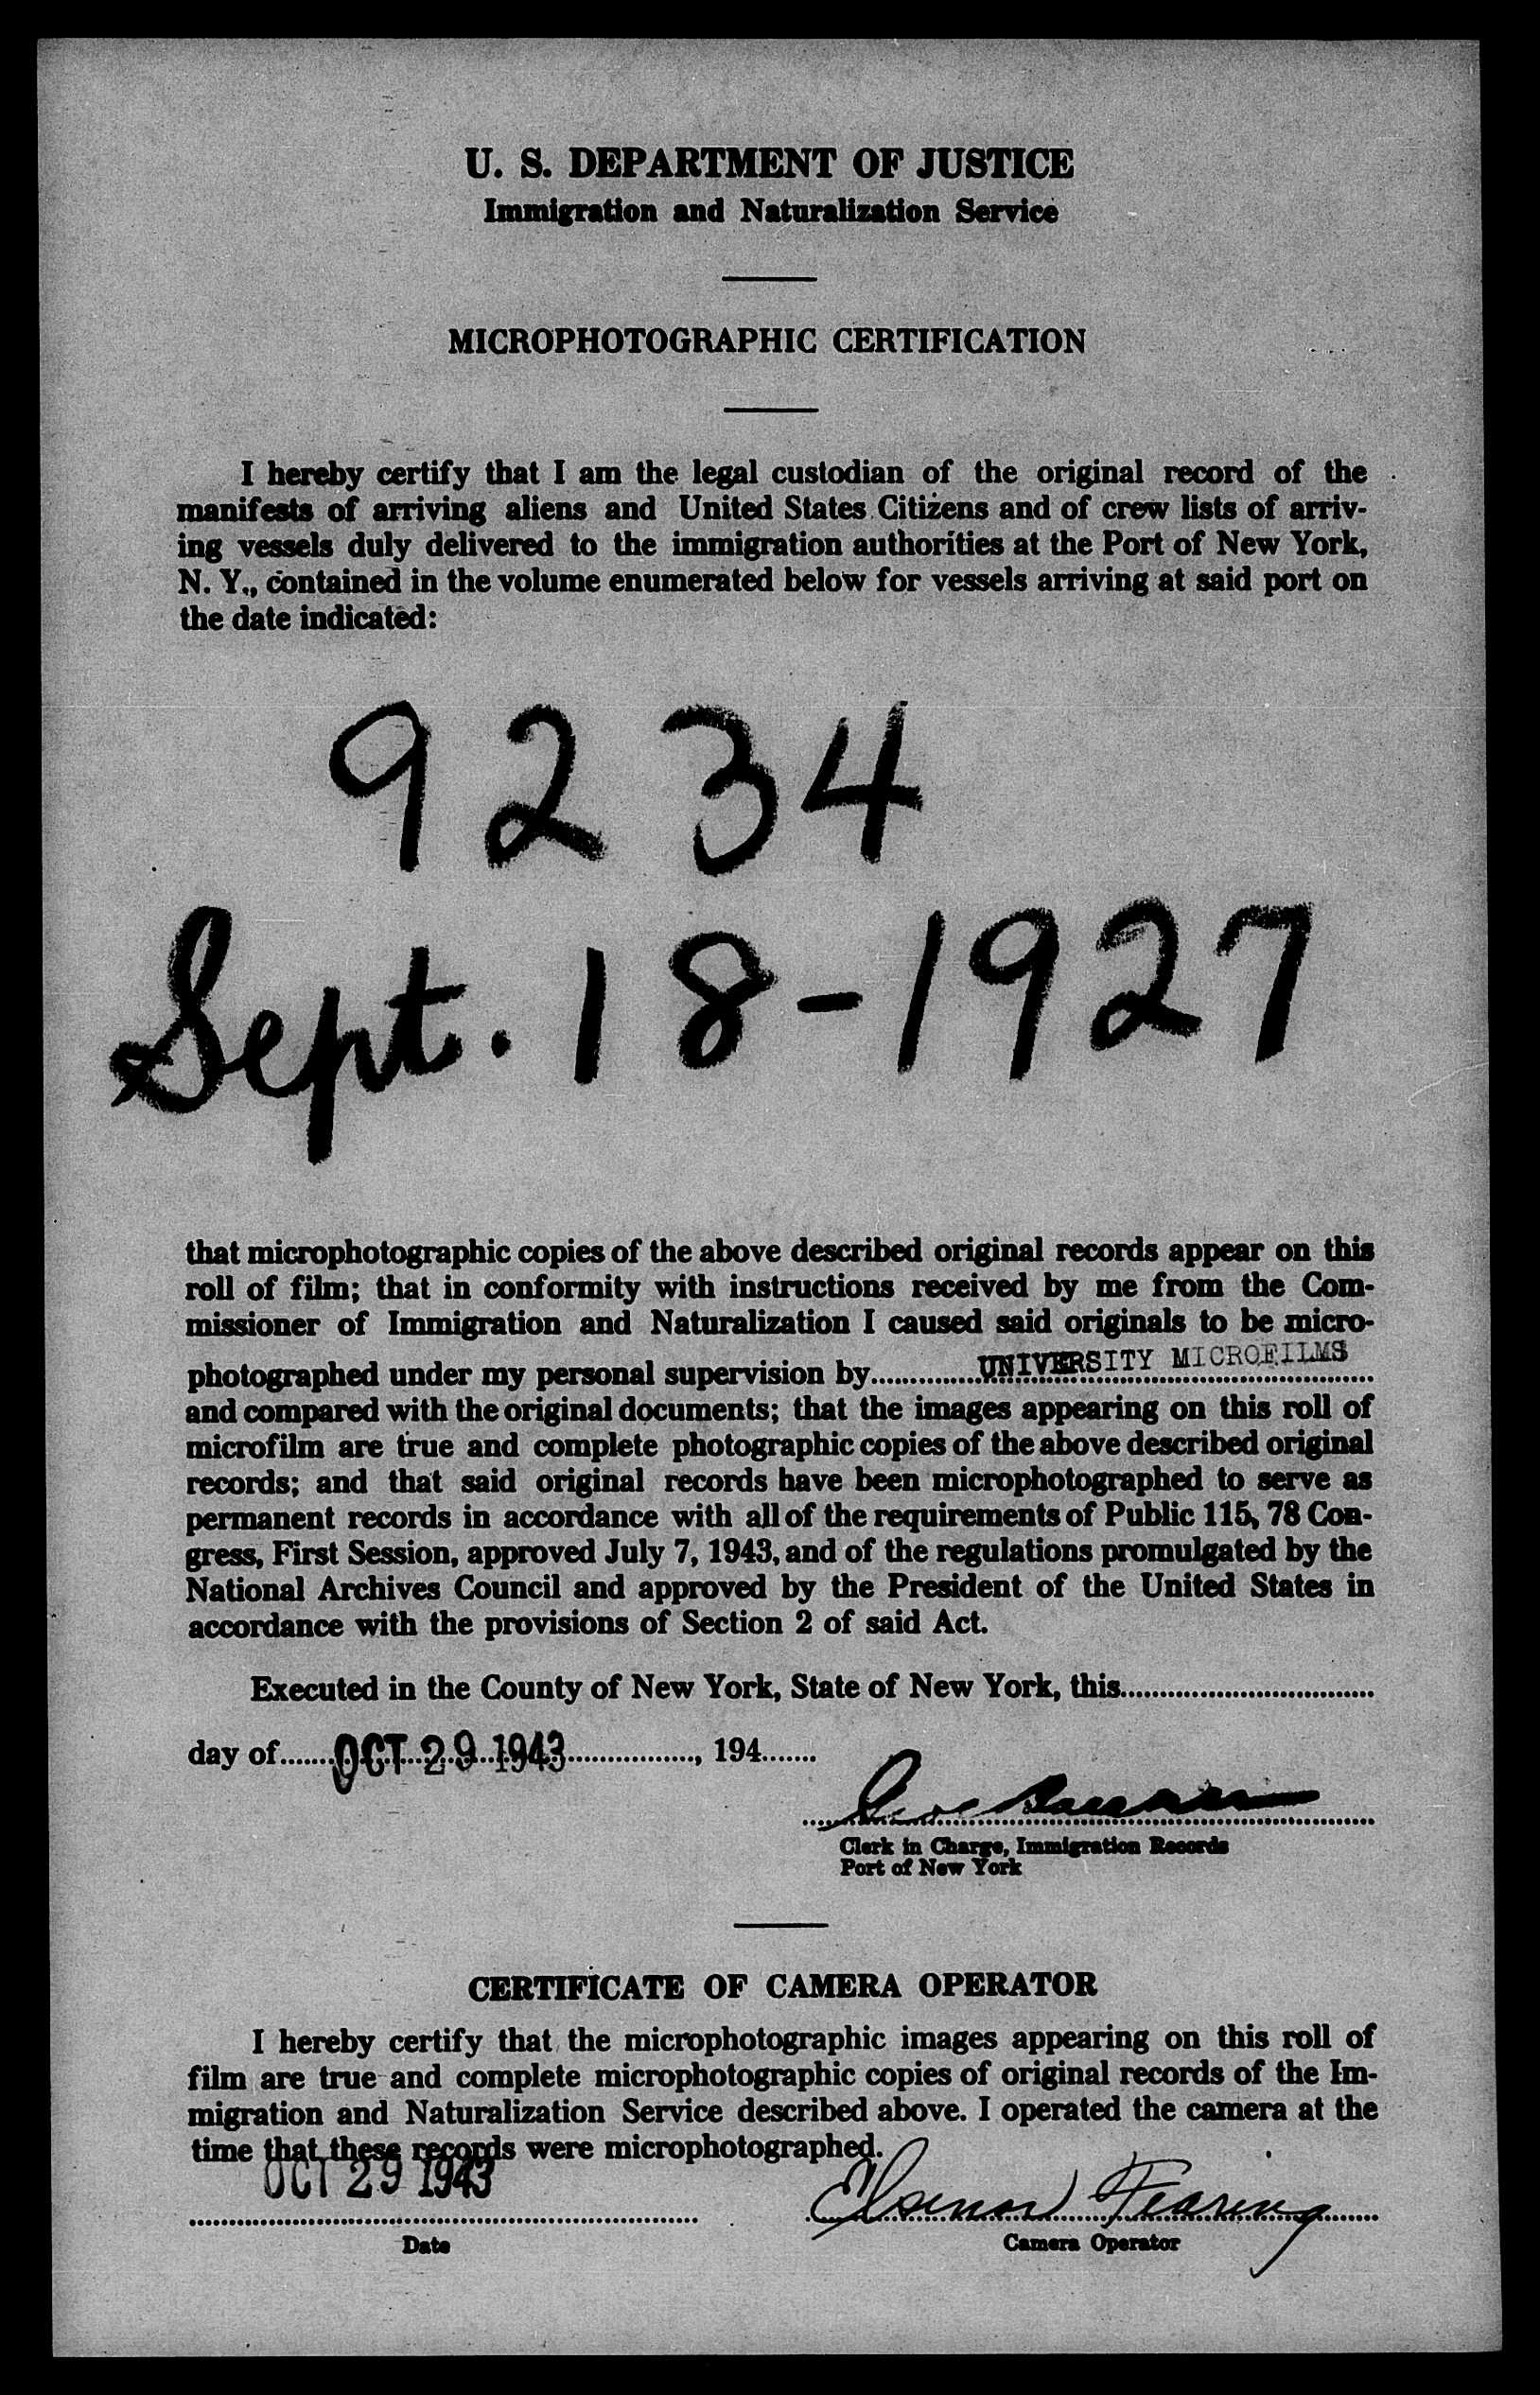 U. S. DEPARTMENT OF JUSTICE
Immigration and Naturalization Service
MICROPHOTOGRAPHIC CERTIFICATION
I hereby certify that I am the legal custodian of the original record of the
manifests of arriving aliens and United States Citizens and of crew lists of arriv-
ing vessels duly delivered to the immigration authorities at the Port of New York,
N. Y., contained in the volume enumerated below for vessels arriving at said port on
the date indicated:
9234
Sept. 18-1927
that microphotographic copies of the above described original records appear on this
roll of film; that in conformity with instructions received by me from the Com-
missioner of Immigration and Naturalization I caused said originals to be micro-
photographed under my personal supervision by UNIVERSITY MICROFILMS
and compared with the original documents; that the images appearing on this roll of
microfilm are true and complete photographic copies of the above described original
records; and that said original records have been microphotographed to serve as
permanent records in accordance with all of the requirements of Public 115, 78 Con-
gress, First Session, approved July 7, 1943, and of the regulations promulgated by the
National Archives Council and approved by the President of the United States in
accordance with the provisions of Section 2 of said Act.
Executed in the County of New York, State of New York, this
day of OCT 29 1943, 194
Clerk in Charge, Immigration Records
Port of New York
CERTIFICATE OF CAMERA OPERATOR
I hereby certify that the microphotographic images appearing on this roll of
film are true and complete microphotographic copies of original records of the Im-
migration and Naturalization Service described above. I operated the camera at the
time that these records were microphotographed.
OCT 29 1943
Fearing
Date
Camera Operator